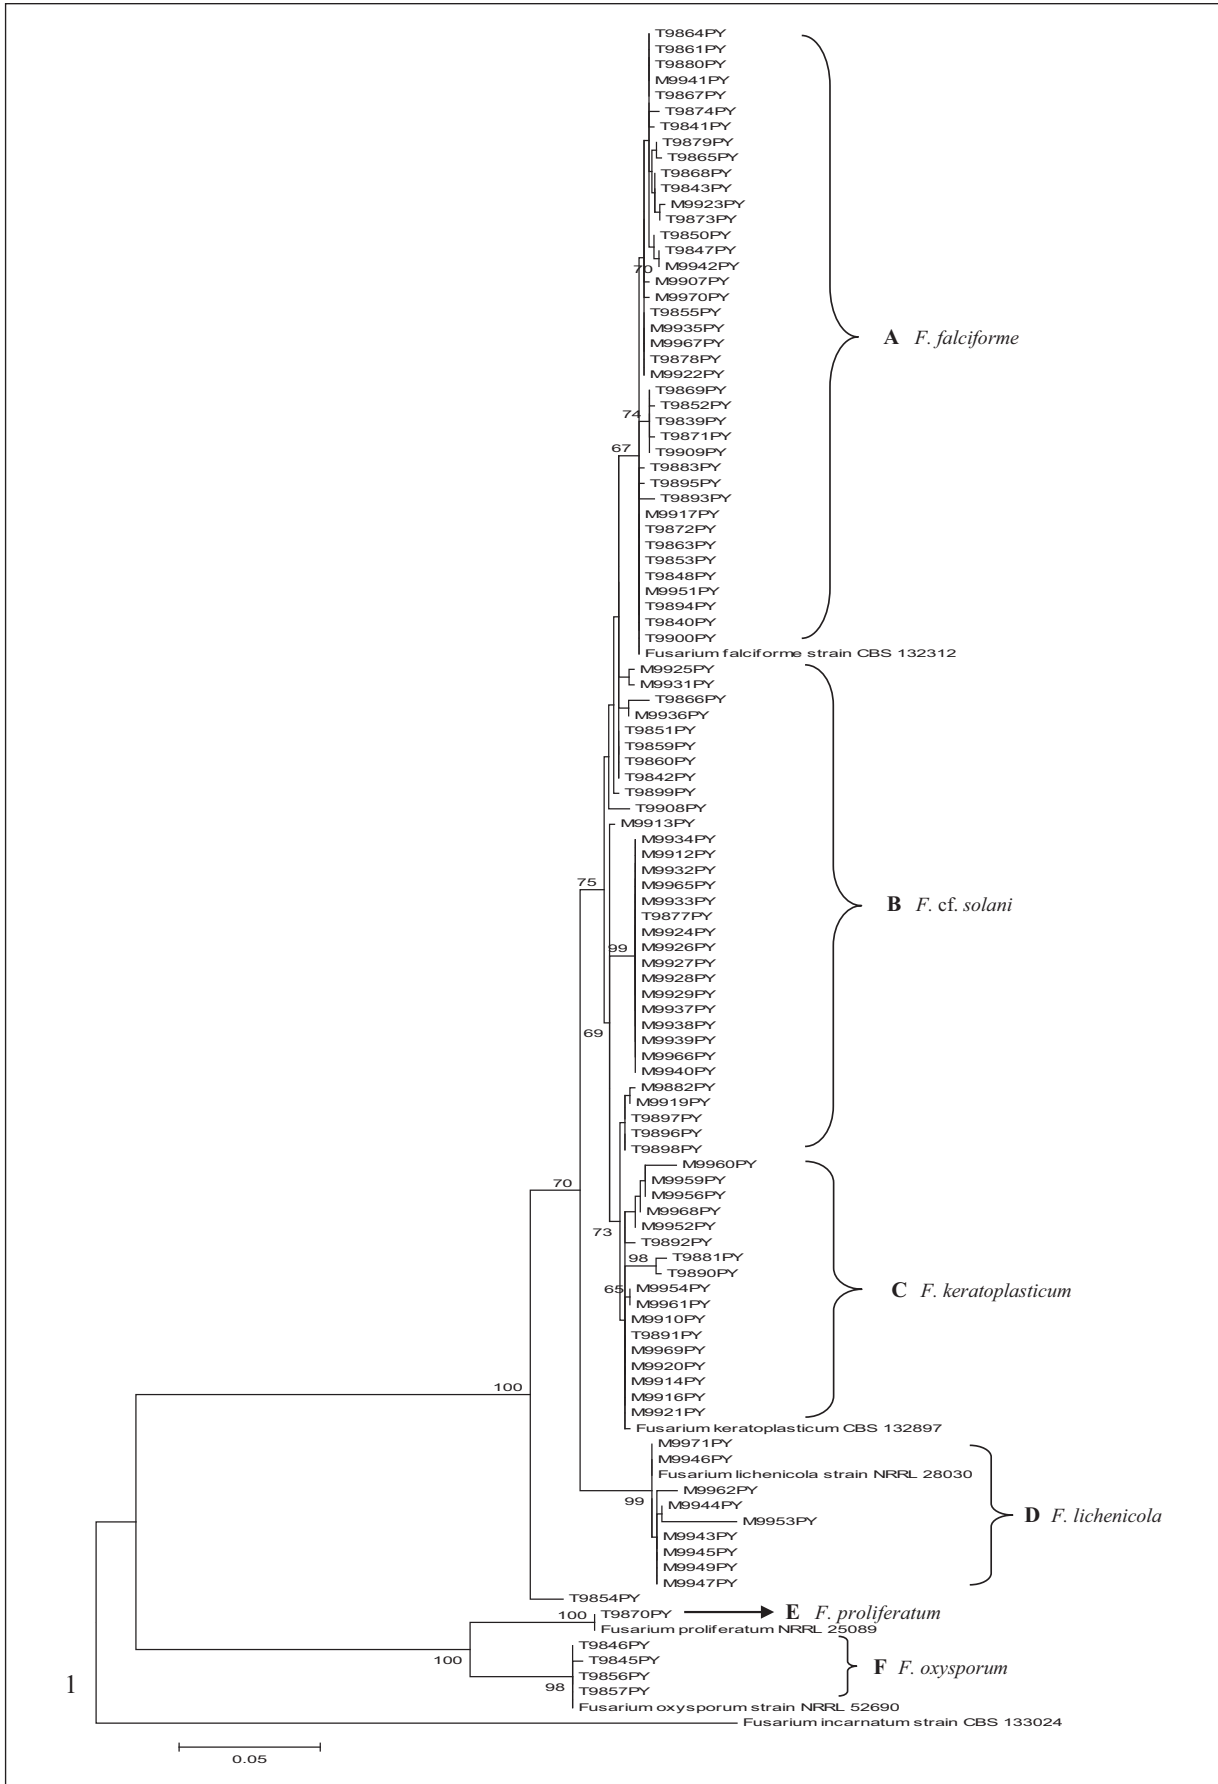 T9864PY
T9861PY
T9880PY
M9941PY
T9867PY
T9874PY
T9841PY
T9879PY
T9865PY
T9868PY
T9843PY
M9923PY
T9873PY
T9850PY
T9847PY
M9942PY
70
M9907PY
M9970PY
T9855PY
M9935PY
A F. falciforme
M9967PY
T9878PY
M9922PY
T9869PY
T9852PY
74
T9839PY
T9871PY
67
T9909PY
T9883PY
T9895PY
T9893PY
M9917PY
T9872PY
T9863PY
T9853PY
T9848PY
M9951PY
T9894PY
T9840PY
T9900PY
Fusarium falciforme strain CBS 132312
M9925PY
M9931PY
T9866PY
M9936PY
T9851PY
T9859PY
T9860PY
T9842PY
T9899PY
T9908PY
M9913PY
M9934PY
M9912PY
M9932PY
75
M9965PY
M9933PY
B F. cf. solani
T9877PY
M9924PY
99
M9926PY
M9927PY
M9928PY
M9929PY
M9937PY
M9938PY
69
M9939PY
M9966PY
M9940PY
M9882PY
M9919PY
T9897PY
T9896PY
T9898PY
M9960PY
70
M9959PY
M9956PY
M9968PY
M9952PY
73
T9892PY
98
T9881PY
T9890PY
65
M9954PY
C F. keratoplasticum
M9961PY
M9910PY
T9891PY
M9969PY
M9920PY
M9914PY
100
M9916PY
M9921PY
Fusarium keratoplasticum CBS 132897
M9971PY
M9946PY
Fusarium lichenicola strain NRRL 28030
M9962PY
99
M9944PY
D F. lichenicola
M9953PY
M9943PY
M9945PY
M9949PY
M9947PY
T9854PY
100
T9870PY
E F. proliferatum
Fusarium proliferatum NRRL 25089
T9846PY
100
T9845PY
F F. oxysporum
T9856PY
98
T9857PY
1
Fusarium oxysporum strain NRRL 52690
Fusarium incarnatum strain CBS 133024
0.05